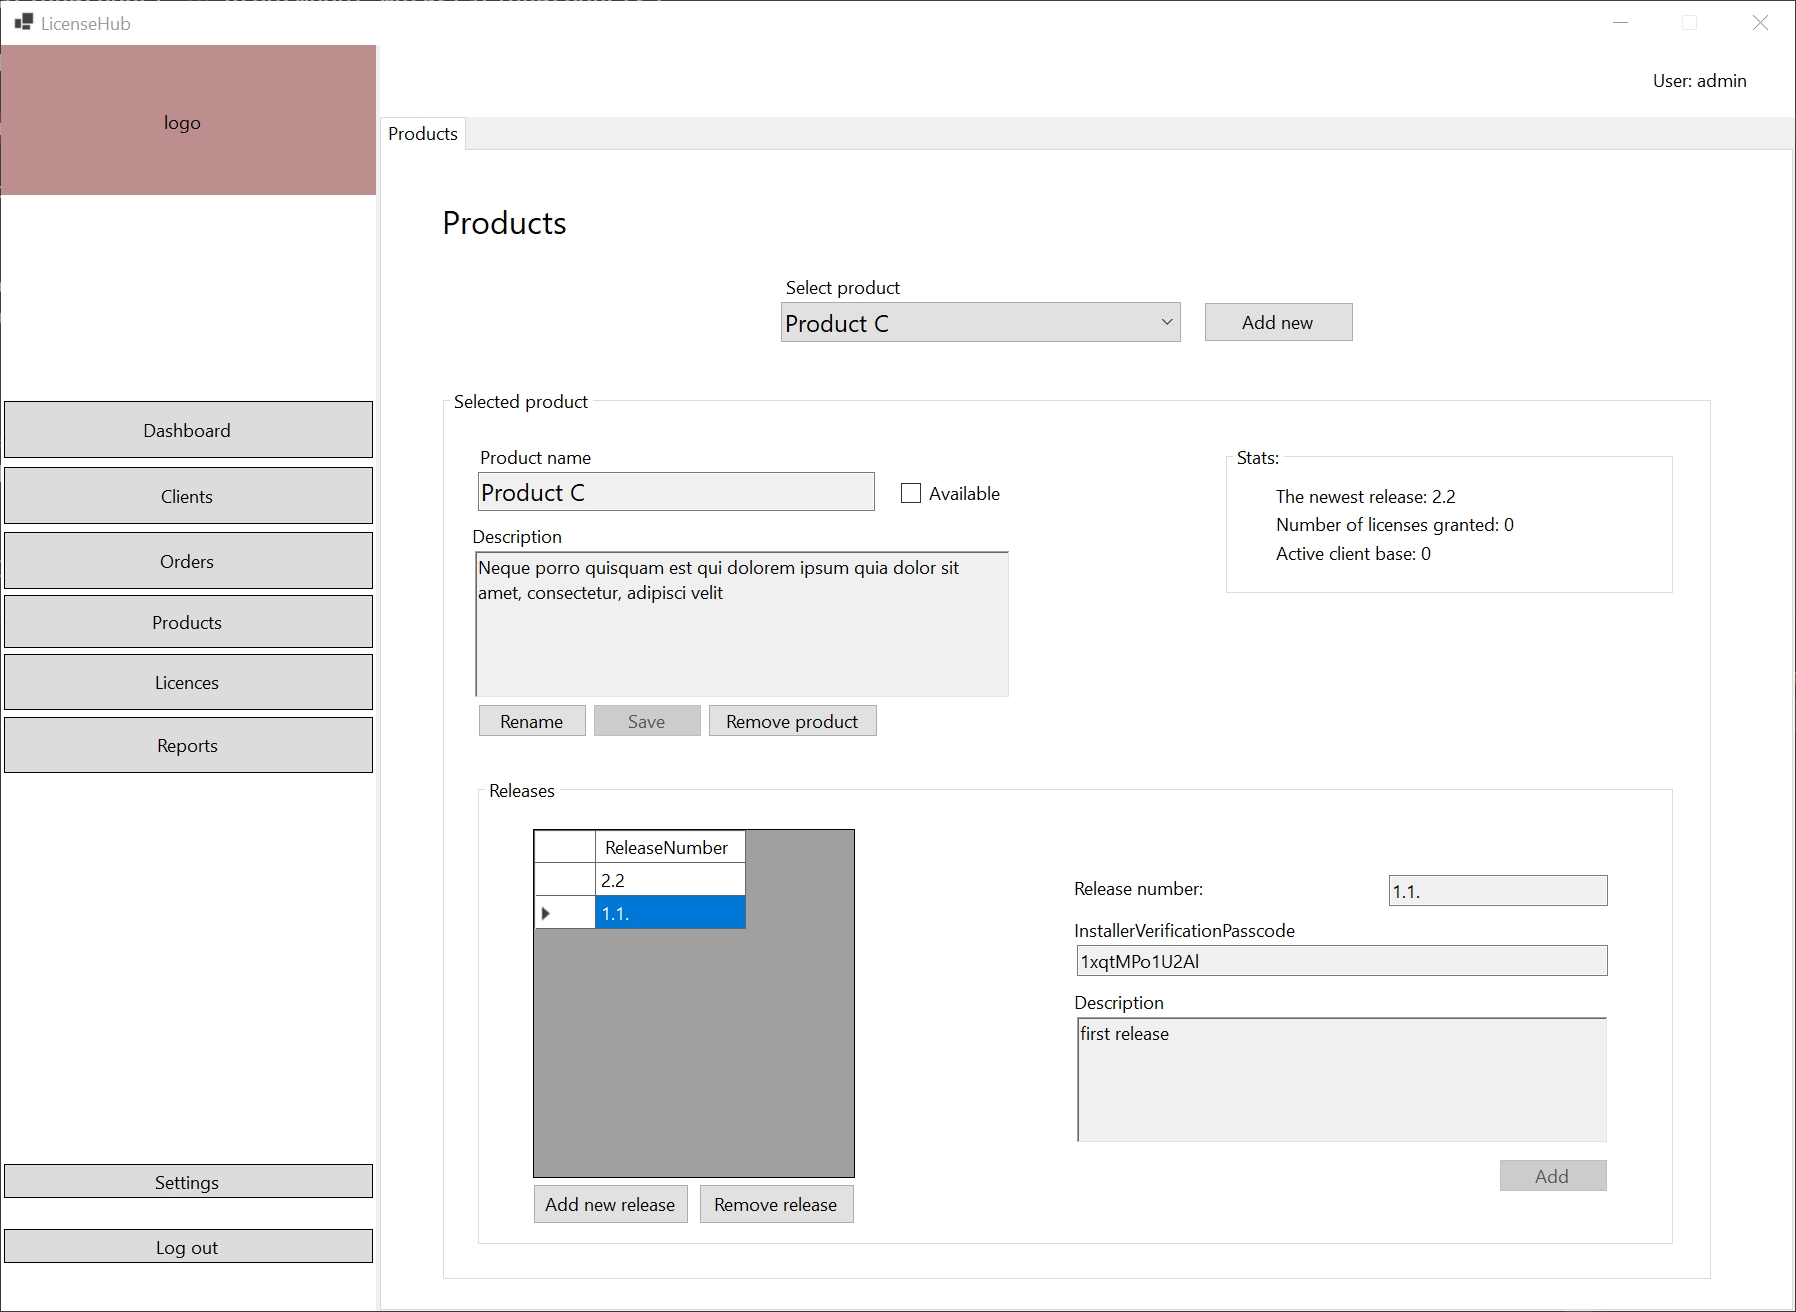 LicenseHub
logo
User: admin
Products
Products
Select product
Product C
Add new
Dashboard
Clients
Orders
Products
Licences
Reports
Settings
Log out
Selected product
Product name
Product C
Available
Description
Neque porro quisquam est qui dolorem ipsum quia dolor sit
amet, consectetur, adipisci velit
Rename
Save
Remove product
Stats:
The newest release: 2.2
Number of licenses granted: 0
Active client base: 0
Releases
ReleaseNumber
2.2
1.1.
Add new release
Remove release
Release number:
1.1.
InstallerVerificationPasscode
1xqtMPo1U2Al
Description
first release
Add